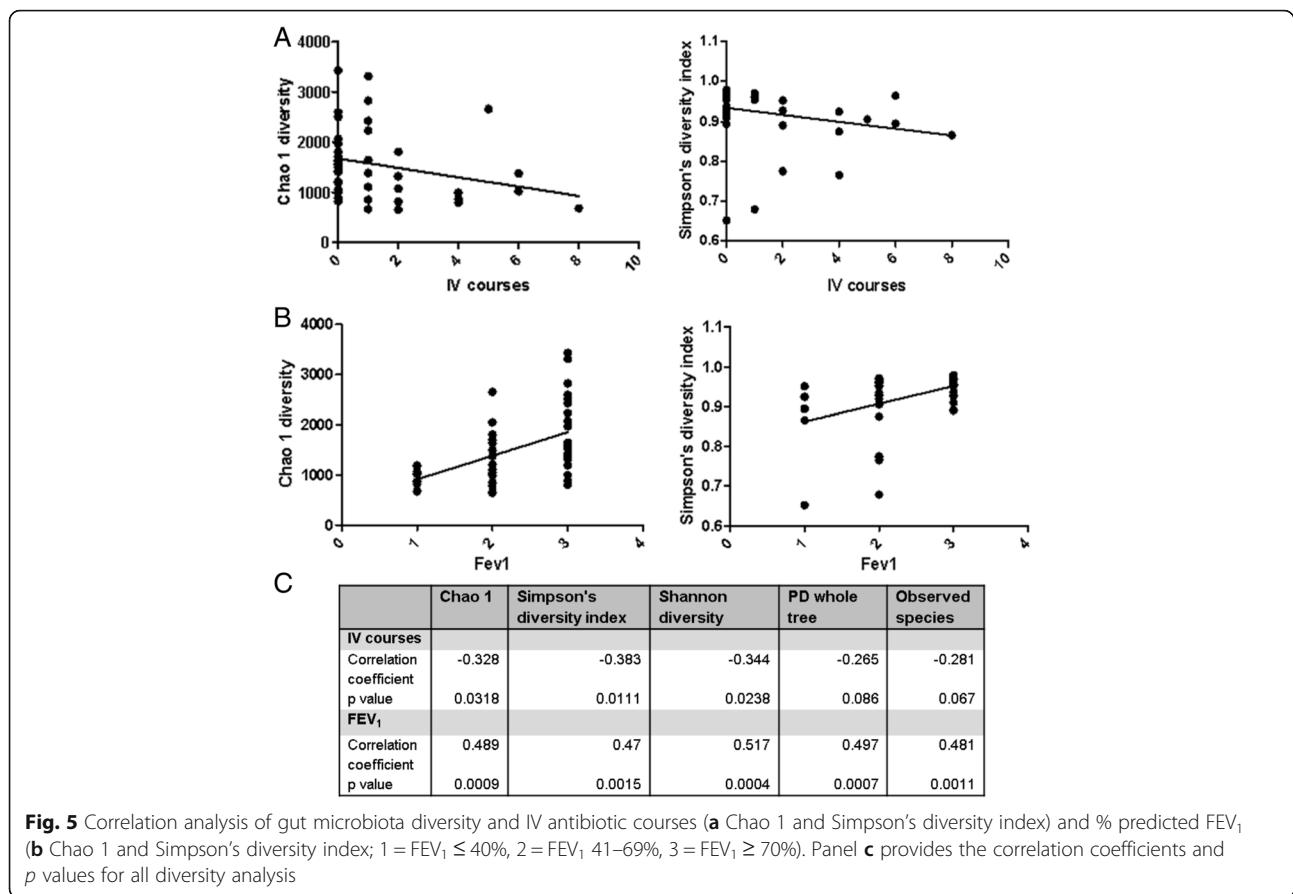 A
4000
3000
2000
1000
0
Chao 1 diversity
0
2
4
6
8
10
IV courses
1.1
1.0
0.9
0.8
0.7
0.6
Simpson's diversity index
0
2
4
6
8
10
IV courses
B
4000
3000
2000
1000
0
Chao 1 diversity
0
1
2
3
4
Fev1
1.1
1.0
0.9
0.8
0.7
0.6
Simpson's diversity index
0
1
2
3
4
Fev1
C
Chao 1 Simpson's Shannon PD whole Observed
diversity index diversity tree species
IV courses
Correlation -0.328 -0.383 -0.344 -0.265 -0.281
coefficient
p value 0.0318 0.0111 0.0238 0.086 0.067
FEV₁
Correlation 0.489 0.47 0.517 0.497 0.481
coefficient
p value 0.0009 0.0015 0.0004 0.0007 0.0011
Fig. 5 Correlation analysis of gut microbiota diversity and IV antibiotic courses (a Chao 1 and Simpson's diversity index) and % predicted FEV₁
(b Chao 1 and Simpson's diversity index; 1 = FEV₁ ≤ 40%, 2 = FEV₁ 41–69%, 3 = FEV₁ ≥ 70%). Panel c provides the correlation coefficients and
p values for all diversity analysis